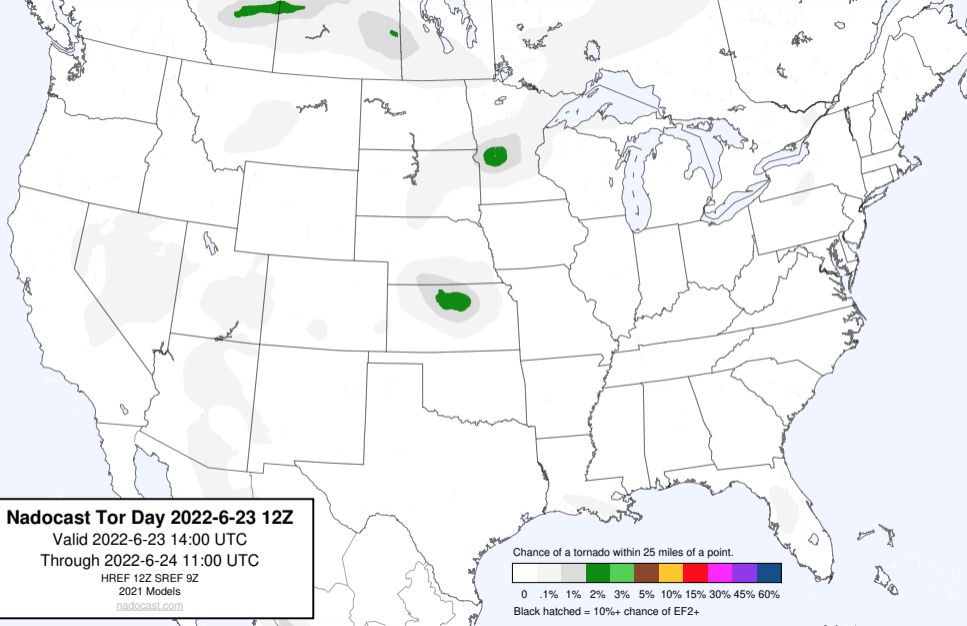 Nadocast Tor Day 2022-6-23 12Z
Valid 2022-6-23 14:00 UTC
Through 2022-6-24 11:00 UTC
HREF 12Z SREF 9Z
2021 Models
nadocast.com
Chance of a tornado within 25 miles of a point.
0 .1% 1% 2% 3% 5% 10% 15% 30% 45% 60%
Black hatched = 10%+ chance of EF2+